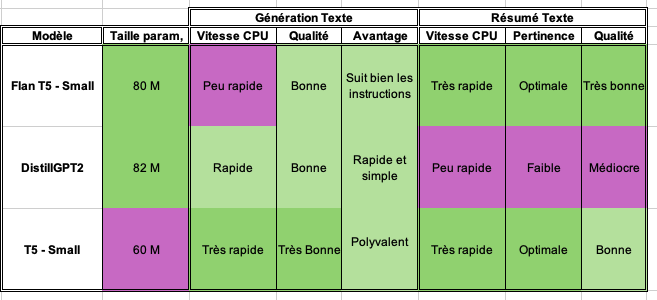 Génération Texte Résumé Texte
Modèle Taille param, Vitesse CPU Qualité Avantage Vitesse CPU Pertinence Qualité
Flan T5 - Small 80 M Peu rapide Bonne Suit bien les instructions Très rapide Optimale Très bonne
DistillGPT2 82 M Rapide Bonne Rapide et simple Peu rapide Faible Médiocre
T5 - Small 60 M Très rapide Très Bonne Polyvalent Très rapide Optimale Bonne